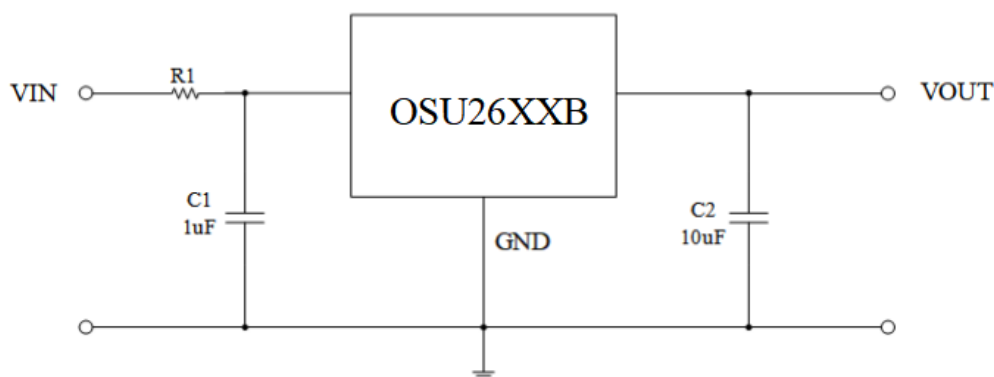 R1
VIN
VOUT
OSU26XXB
C1
1uF
C2
10uF
GND